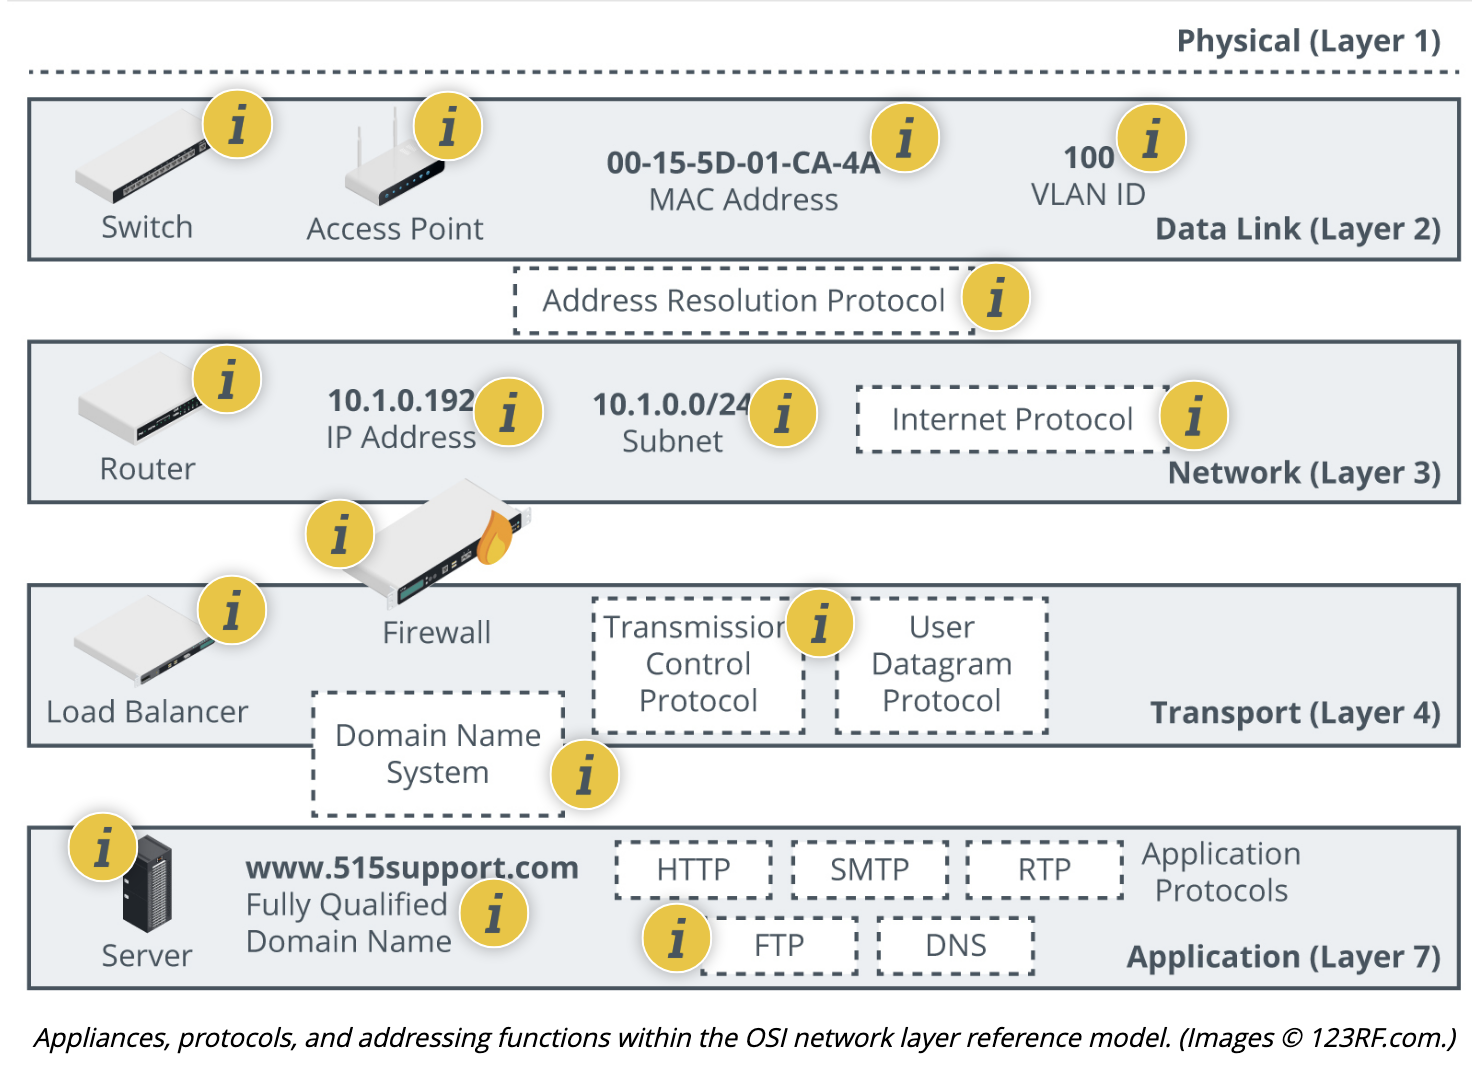 Physical (Layer 1)
i
i
i
i
00-15-5D-01-CA-4A
MAC Address
100
VLAN ID
Switch
Access Point
Data Link (Layer 2)
Address Resolution Protocol
i
i
10.1.0.192
IP Address
i
10.1.0.0/24
Subnet
i
Internet Protocol
i
Router
Network (Layer 3)
i
Firewall
i
Load Balancer
Transmission
Control
Protocol
i
User
Datagram
Protocol
Transport (Layer 4)
Domain Name
System
i
i
Server
www.515support.com
Fully Qualified
Domain Name
i
HTTP
SMTP
RTP
Application
Protocols
i
FTP
DNS
Application (Layer 7)
Appliances, protocols, and addressing functions within the OSI network layer reference model. (Images © 123RF.com.)